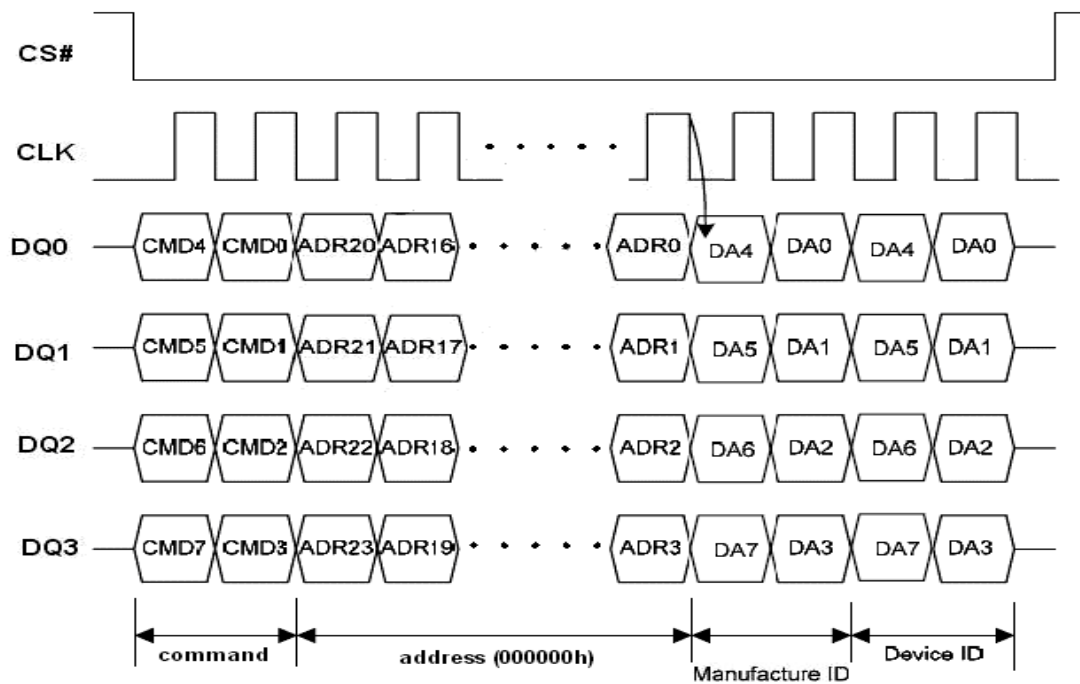 CS#
CLK
DQ0 CMD4 CMD0 ADR20 ADR16 ADR0 DA4 DA0 DA4 DA0
DQ1 CMD5 CMD1 ADR21 ADR17 ADR1 DA5 DA1 DA5 DA1
DQ2 CMD6 CMD2 ADR22 ADR18 ADR2 DA6 DA2 DA6 DA2
DQ3 CMD7 CMD3 ADR23 ADR19 ADR3 DA7 DA3 DA7 DA3
command address (000000h) Manufacture ID Device ID